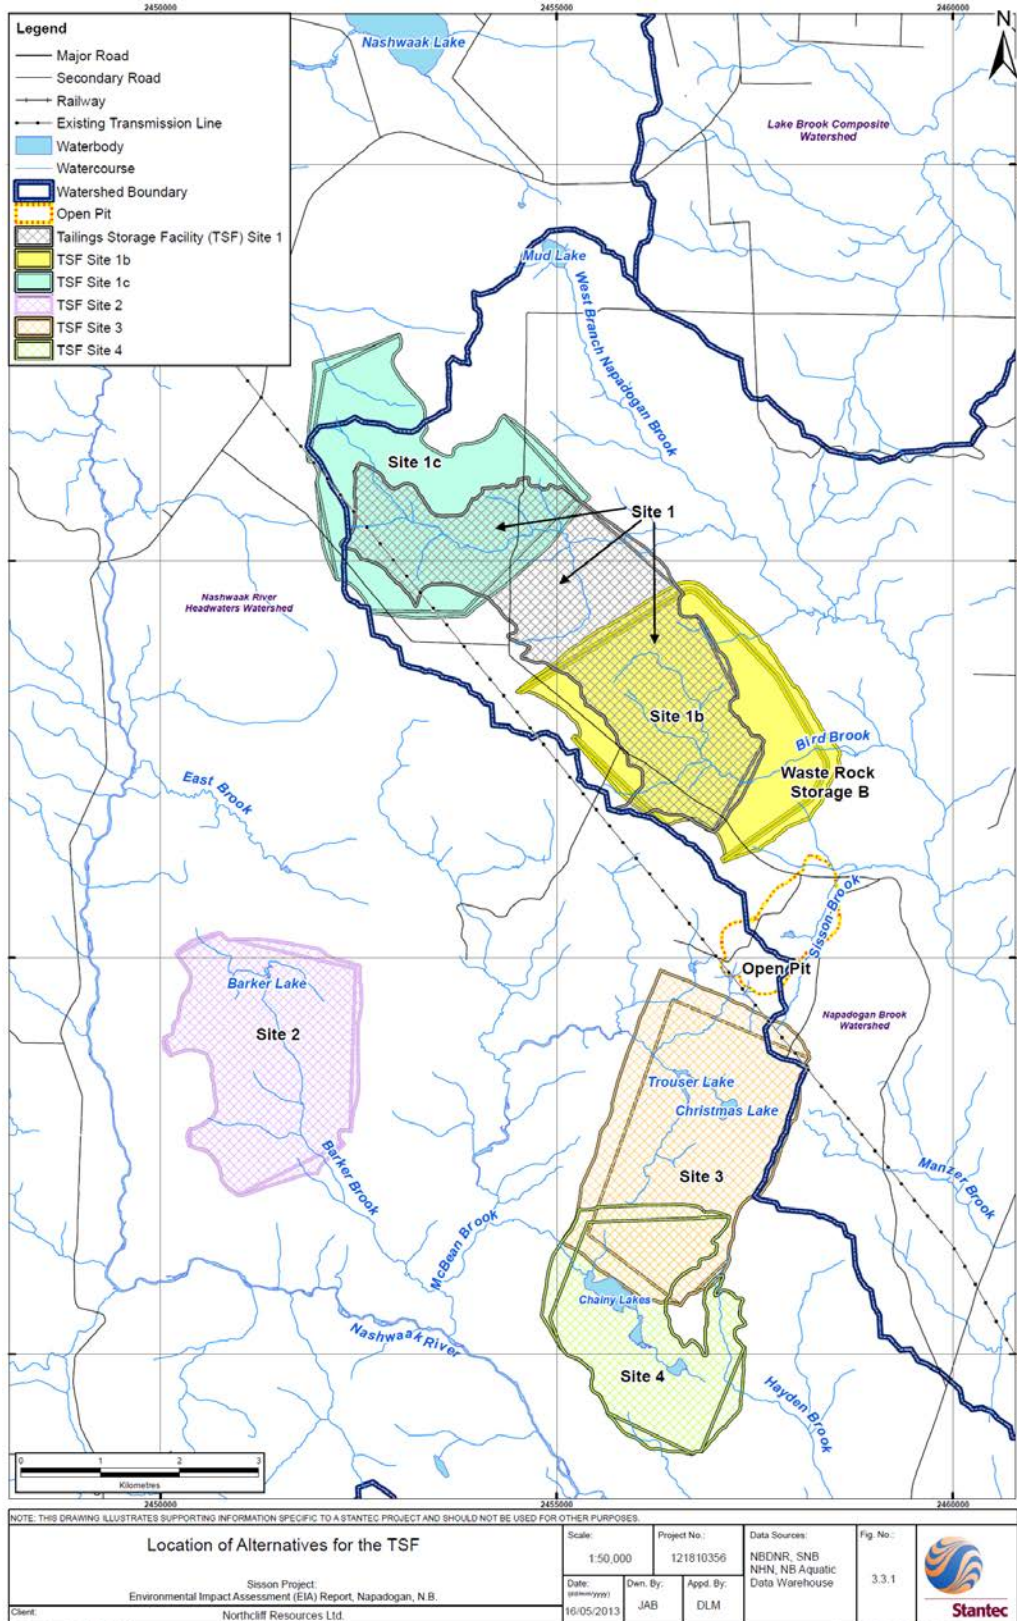 2450000
2455000
2460000
N
Legend
Major Road
Secondary Road
Railway
Existing Transmission Line
Waterbody
Watercourse
Watershed Boundary
Open Pit
Tailings Storage Facility (TSF) Site 1
TSF Site 1b
TSF Site 1c
TSF Site 2
TSF Site 3
TSF Site 4
Nashwaak Lake
Lake Brook Composite
Watershed
Mud Lake
West Branch Napadogan Brook
Site 1c
Site 1
Nashwaak River
Headwaters Watershed
Site 1b
Bird Brook
Waste Rock
Storage B
East Brook
Sisson Brook
Open Pit
Barker Lake
Site 2
Napadogan Brook
Watershed
Trouser Lake
Christmas Lake
Site 3
Manzer Brook
Barker Brook
McBean Brook
Chainy Lakes
Nashwaak River
Site 4
Hayden Brook
0 1 2 3
Kilometres
2450000
2455000
2460000
NOTE: THIS DRAWING ILLUSTRATES SUPPORTING INFORMATION SPECIFIC TO A STANTEC PROJECT AND SHOULD NOT BE USED FOR OTHER PURPOSES.
Location of Alternatives for the TSF
Sisson Project:
Environmental Impact Assessment (EIA) Report, Napadogan, N.B.
Client:
Northcliff Resources Ltd.
Scale:
1:50,000
Project No.:
121810356
Data Sources:
NBDNR, SNB
NHN, NB Aquatic
Data Warehouse
Fig. No.:
3.3.1
Date:
(dd/mm/yyyy)
16/05/2013
Dwn. By:
JAB
Appd. By:
DLM
Stantec